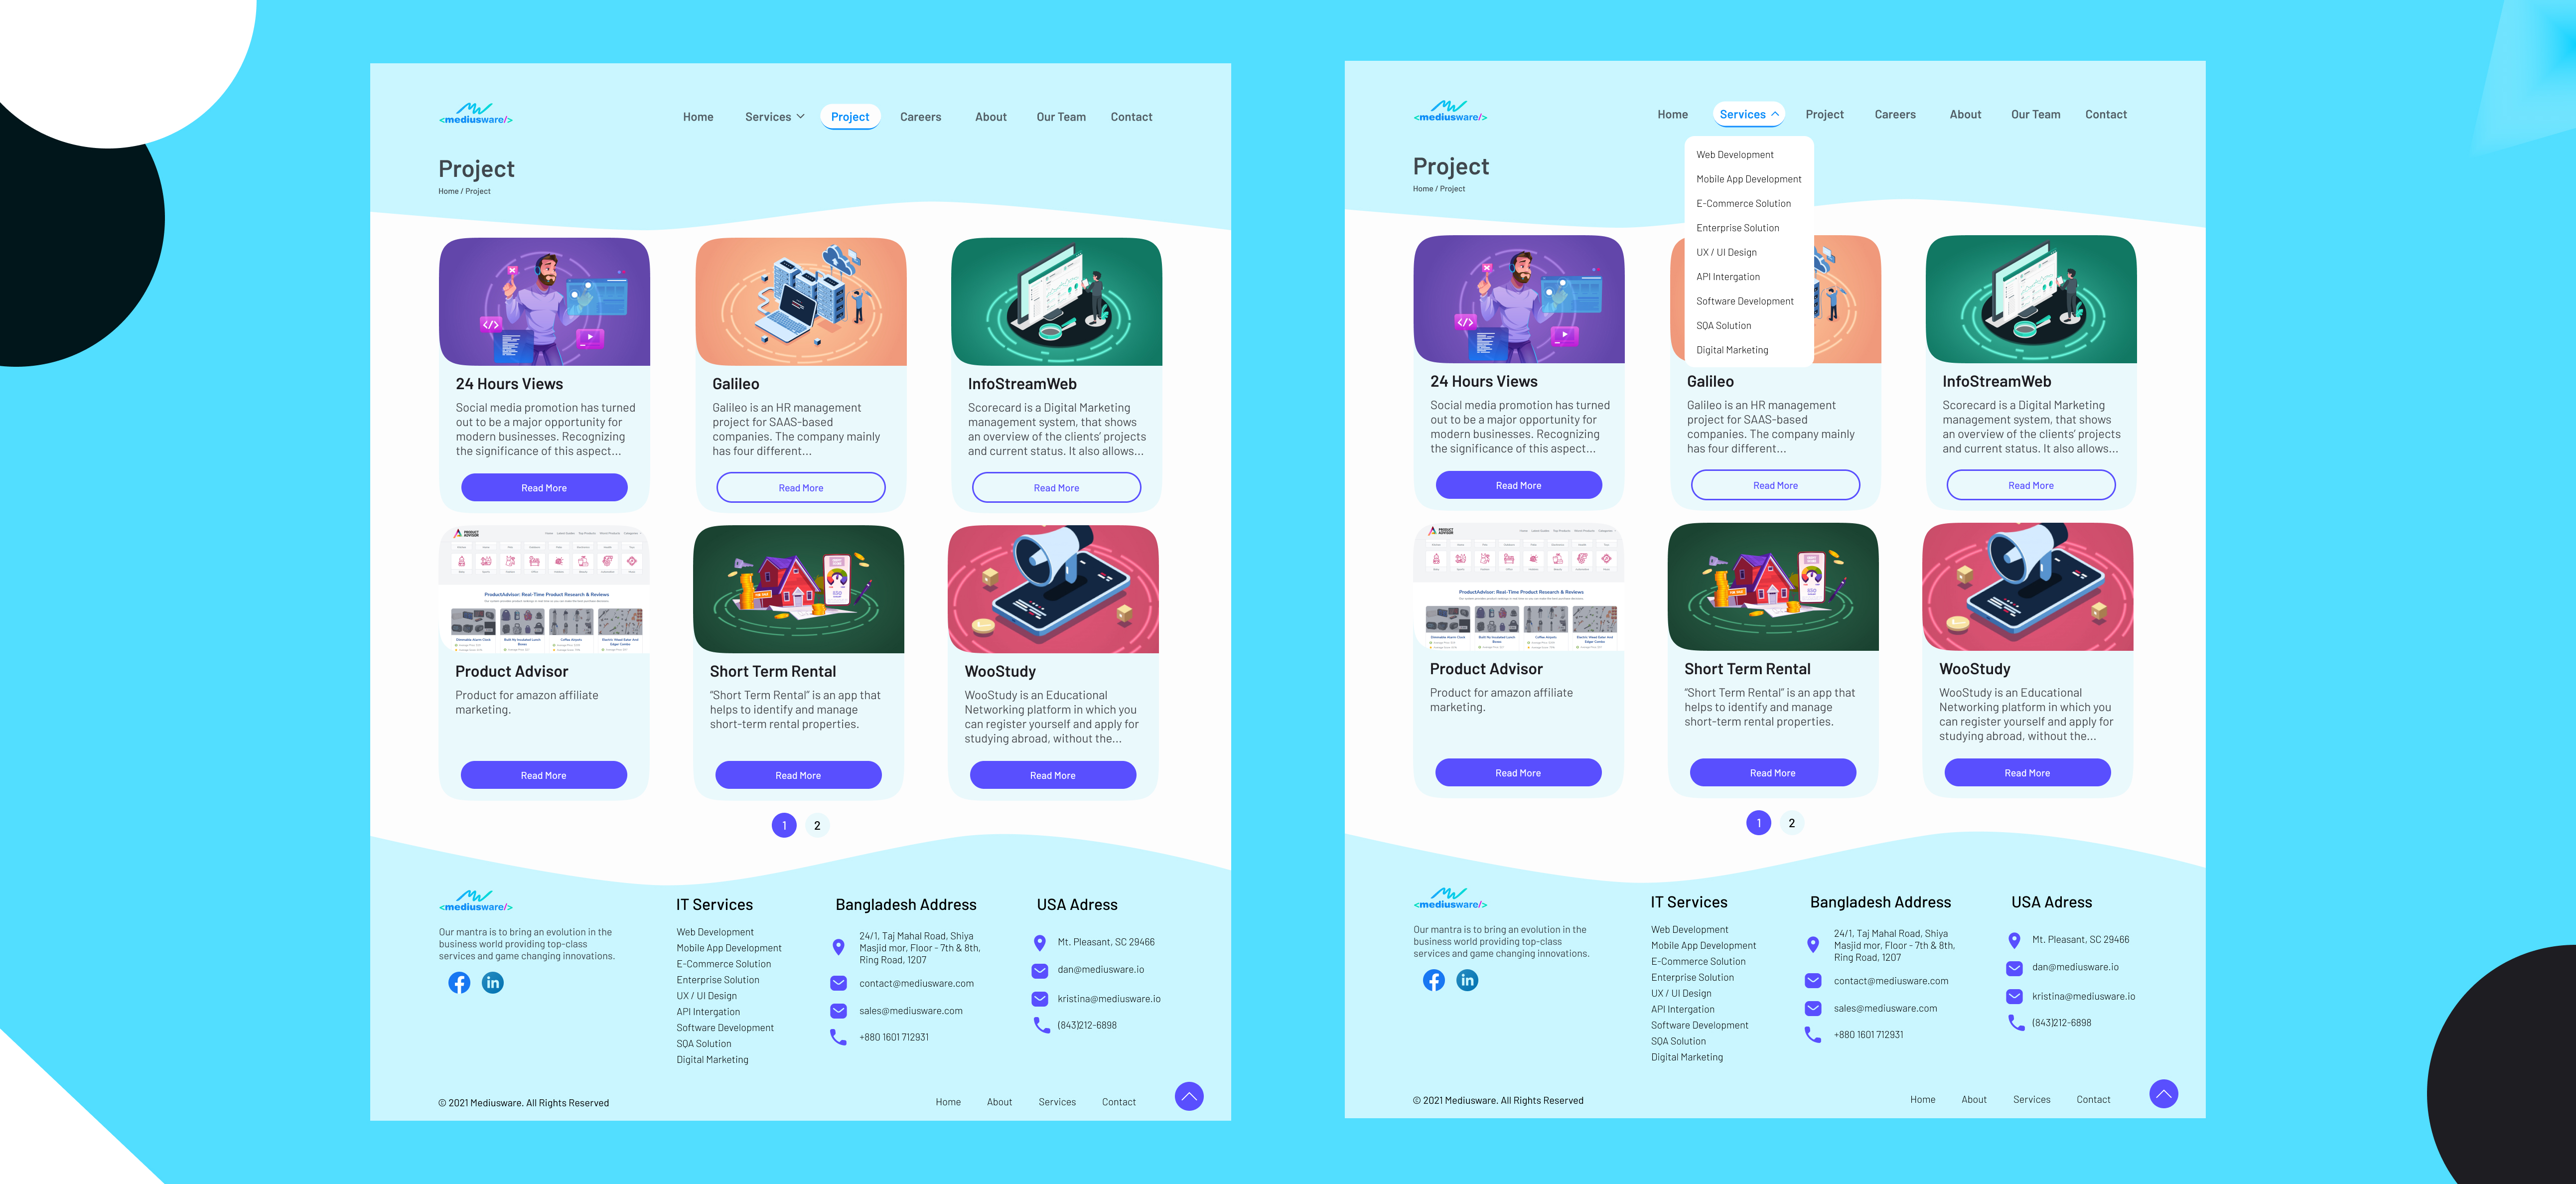 <mediusware/>
Home
Services
Project
Careers
About
Our Team
Contact
Project
Home / Project
24 Hours Views
Social media promotion has turned
out to be a major opportunity for
modern businesses. Recognizing
the significance of this aspect...
Read More
Galileo
Galileo is an HR management
project for SAAS-based
companies. The company mainly
has four different...
Read More
InfoStreamWeb
Scorecard is a Digital Marketing
management system, that shows
an overview of the clients' projects
and current status. It also allows...
Read More
PRODUCT
ADVISOR
ProductAdvisor: Real-Time Product Research & Reviews
Product Advisor
Product for amazon affiliate
marketing.
Read More
Short Term Rental
"Short Term Rental" is an app that
helps to identify and manage
short-term rental properties.
Read More
WooStudy
WooStudy is an Educational
Networking platform in which you
can register yourself and apply for
studying abroad, without the...
Read More
1
2
<mediusware/>
Our mantra is to bring an evolution in the
business world providing top-class
services and game changing innovations.
IT Services
Web Development
Mobile App Development
E-Commerce Solution
Enterprise Solution
UX / UI Design
API Intergation
Software Development
SQA Solution
Digital Marketing
Bangladesh Address
24/1, Taj Mahal Road, Shiya
Masjid mor, Floor - 7th & 8th,
Ring Road, 1207
contact@mediusware.com
sales@mediusware.com
+880 1601 712931
USA Adress
Mt. Pleasant, SC 29466
dan@mediusware.io
kristina@mediusware.io
(843)212-6898
© 2021 Mediusware. All Rights Reserved
Home
About
Services
Contact
<mediusware/>
Home
Services
Project
Careers
About
Our Team
Contact
Web Development
Mobile App Development
E-Commerce Solution
Enterprise Solution
UX / UI Design
API Intergation
Software Development
SQA Solution
Digital Marketing
Project
Home / Project
24 Hours Views
Social media promotion has turned
out to be a major opportunity for
modern businesses. Recognizing
the significance of this aspect...
Read More
Galileo
Galileo is an HR management
project for SAAS-based
companies. The company mainly
has four different...
Read More
InfoStreamWeb
Scorecard is a Digital Marketing
management system, that shows
an overview of the clients' projects
and current status. It also allows...
Read More
PRODUCT
ADVISOR
ProductAdvisor: Real-Time Product Research & Reviews
Product Advisor
Product for amazon affiliate
marketing.
Read More
Short Term Rental
"Short Term Rental" is an app that
helps to identify and manage
short-term rental properties.
Read More
WooStudy
WooStudy is an Educational
Networking platform in which you
can register yourself and apply for
studying abroad, without the...
Read More
1
2
<mediusware/>
Our mantra is to bring an evolution in the
business world providing top-class
services and game changing innovations.
IT Services
Web Development
Mobile App Development
E-Commerce Solution
Enterprise Solution
UX / UI Design
API Intergation
Software Development
SQA Solution
Digital Marketing
Bangladesh Address
24/1, Taj Mahal Road, Shiya
Masjid mor, Floor - 7th & 8th,
Ring Road, 1207
contact@mediusware.com
sales@mediusware.com
+880 1601 712931
USA Adress
Mt. Pleasant, SC 29466
dan@mediusware.io
kristina@mediusware.io
(843)212-6898
© 2021 Mediusware. All Rights Reserved
Home
About
Services
Contact